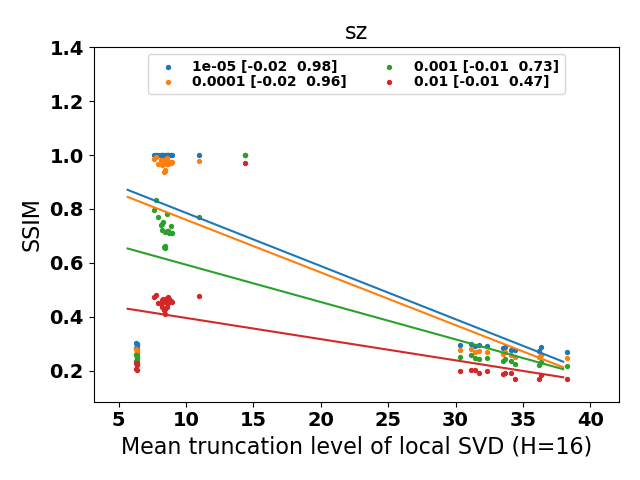 sz
1e-05 [-0.02  0.98]
0.0001 [-0.02  0.96]
0.001 [-0.01  0.73]
0.01 [-0.01  0.47]
1.4
1.2
1.0
0.8
0.6
0.4
0.2
SSIM
5 10 15 20 25 30 35 40
Mean truncation level of local SVD (H=16)